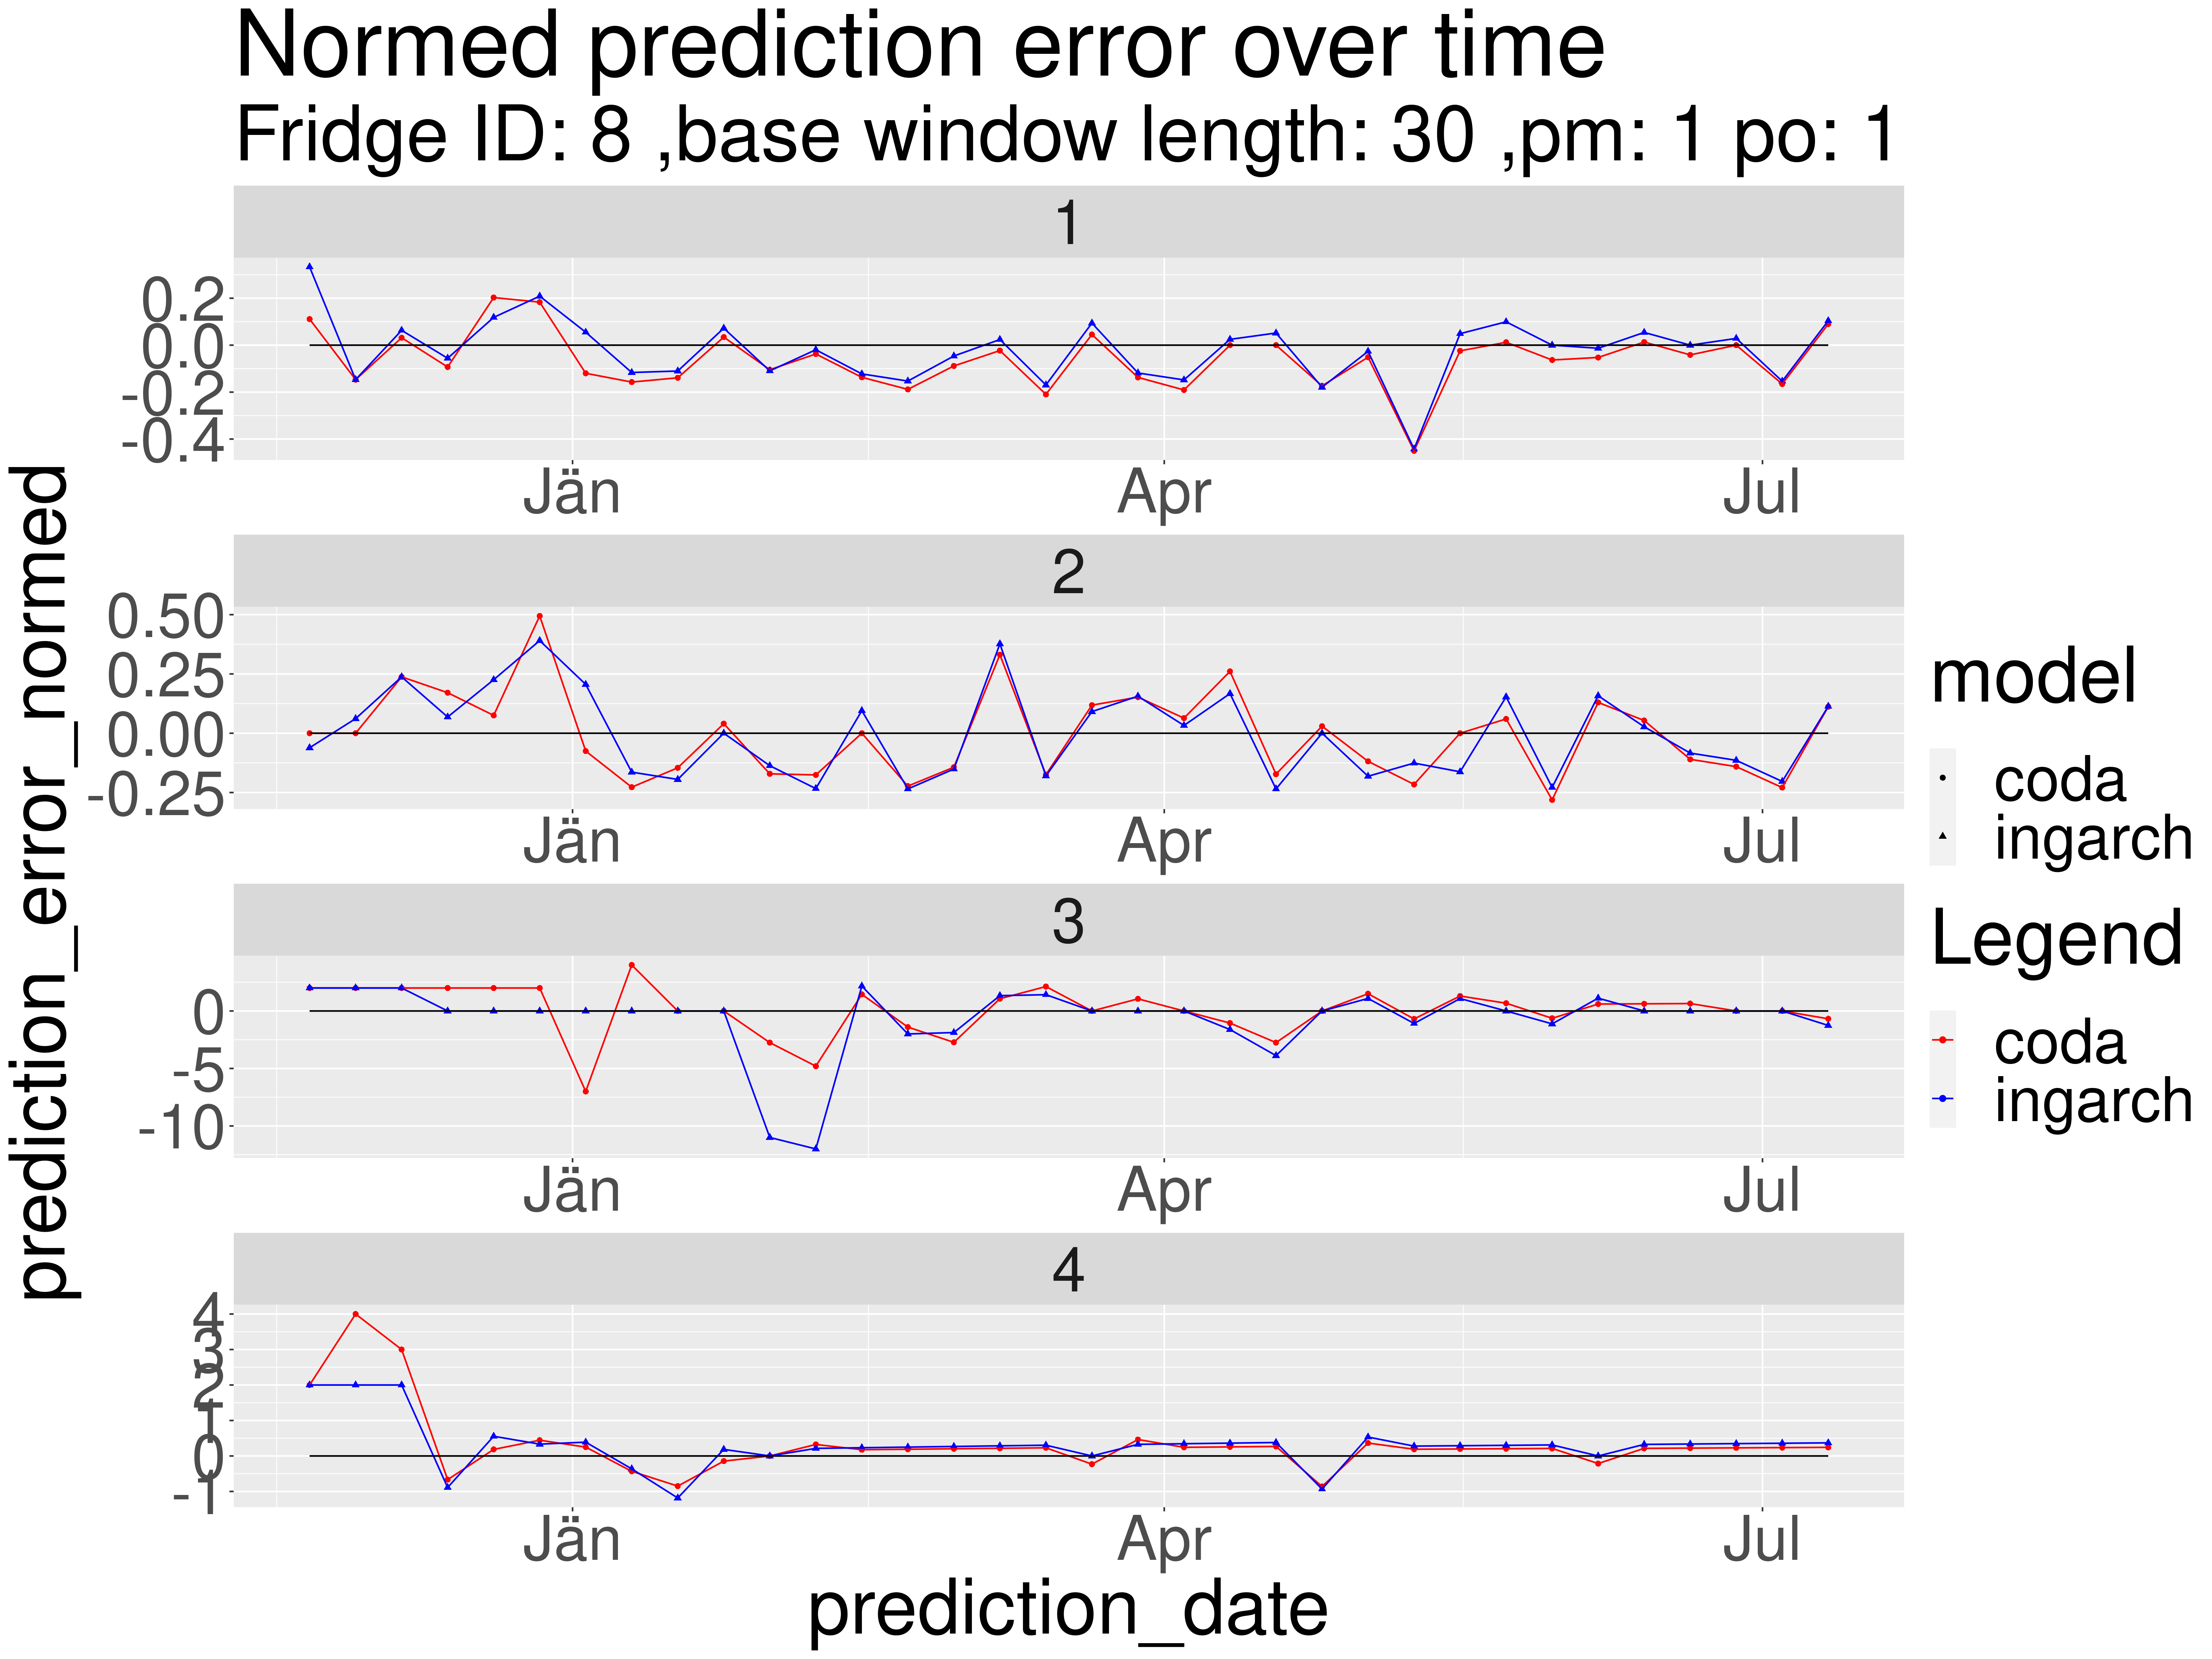 Normed prediction error over time
Fridge ID: 8 ,base window length: 30 ,pm: 1 po: 1
prediction_error_normed
1
0.2
0.0
-0.2
-0.4
Jän Apr Jul
2
0.50
0.25
0.00
-0.25
Jän Apr Jul
3
0
-5
-10
Jän Apr Jul
4
4
3
2
1
0
-1
Jän Apr Jul
prediction_date
model
coda
ingarch
Legend
coda
ingarch